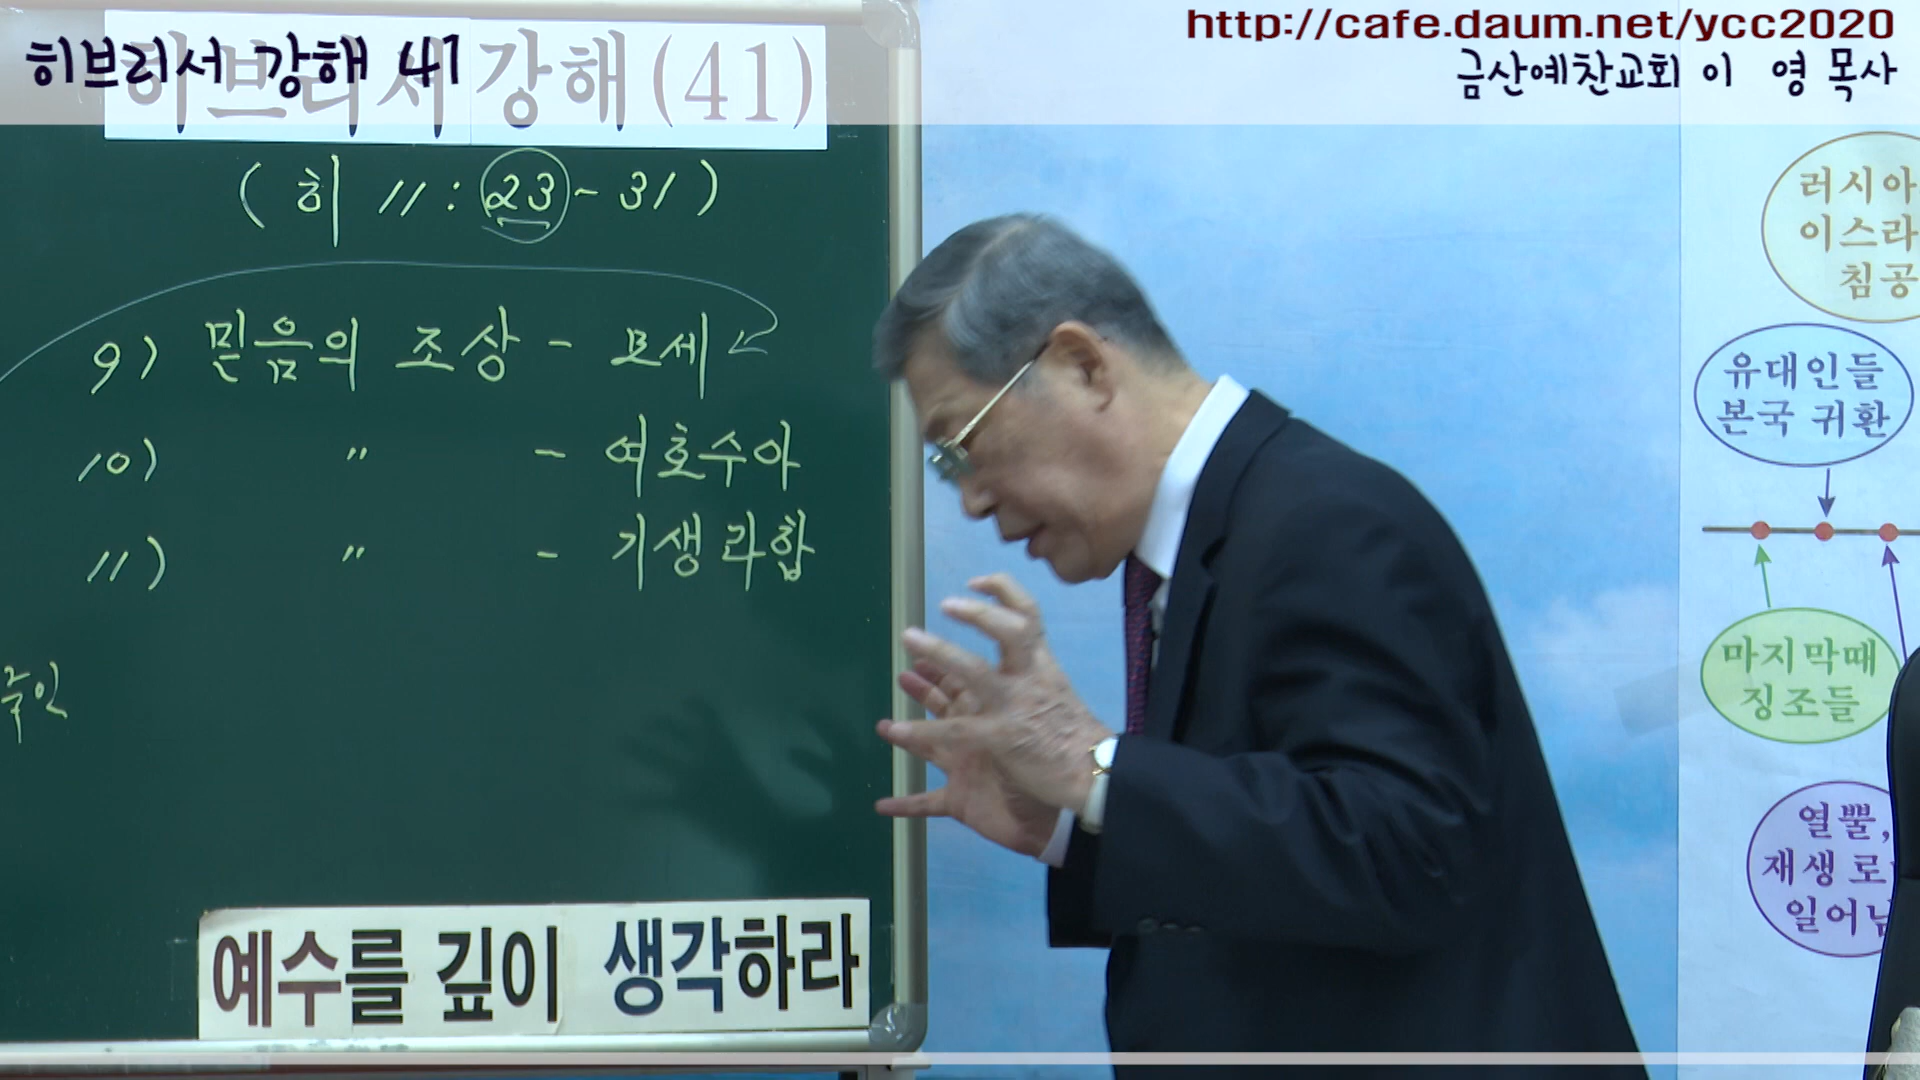 http://cafe.daum.net/ycc2020
히브리서 강해 41
금산예찬교회 이 영 목사
히브리서 강해(41)
( 히 11 : 23 ~ 31 )
9) 믿음의 조상 - 모세
10) 〃 - 여호수아
11) 〃 - 기생 라합
예수를 깊이 생각하라
러시아
이스라
침공
유대인들
본국 귀환
마지막때
징조들
열뿔,
재생 로
일어